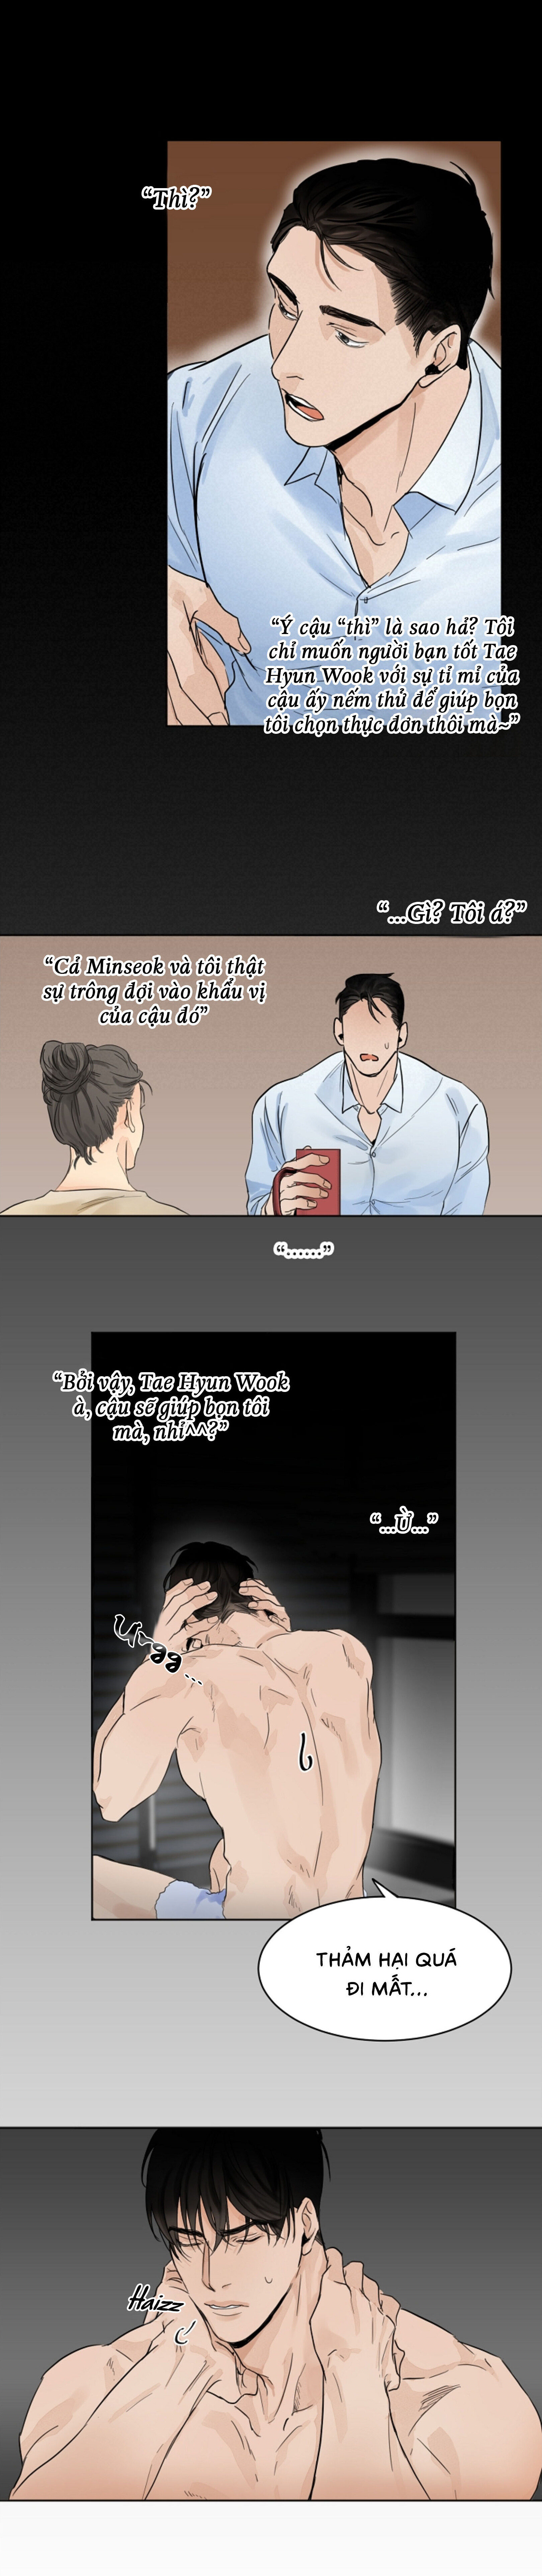 “Thì?”
“Ý cậu “thì” là sao hả? Tôi
chỉ muốn người bạn tốt Tae
Hyun Wook với sự tỉ mỉ của
cậu ấy nếm thử để giúp bọn
tôi chọn thực đơn thôi mà~”
“...Gì? Tôi á?”
“Cả Minseok và tôi thật
sự trông đợi vào khẩu vị
của cậu đó”
“......”
“Bởi vậy, Tae Hyun Wook
à, cậu sẽ giúp bọn tôi
mà, nhỉ^^?”
“...Ừ...”
Ưgg...
THẢM HẠI QUÁ
ĐI MẤT...
Haizz